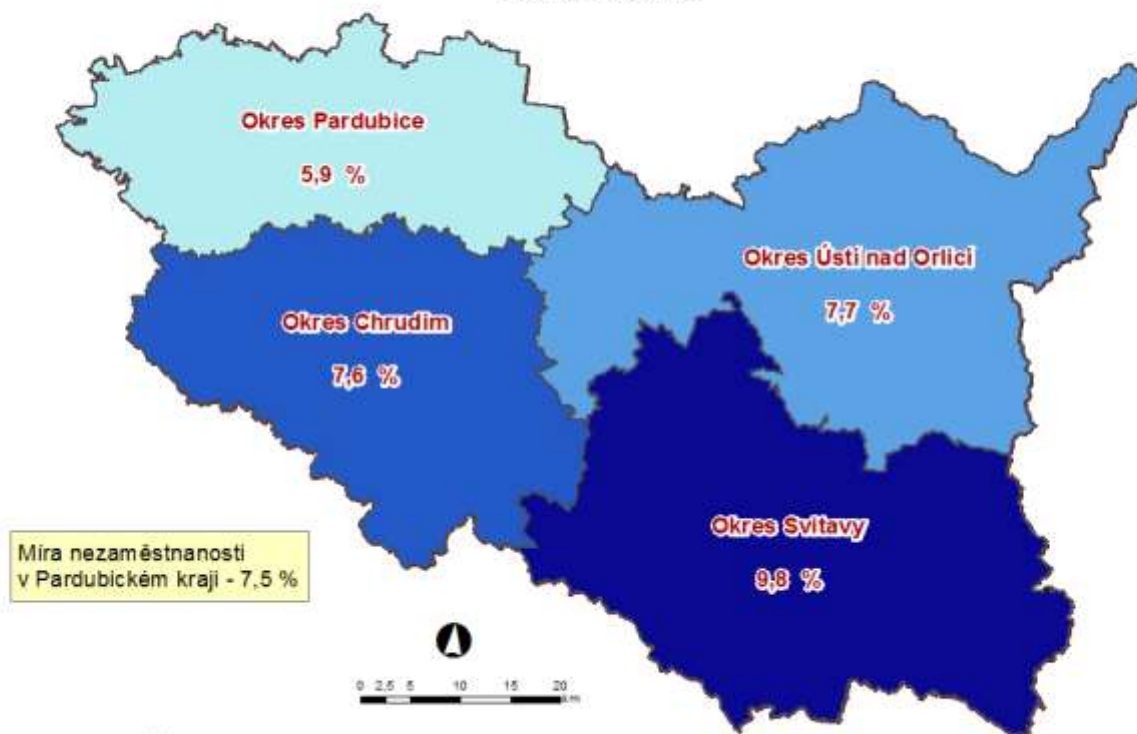 Okres Pardubice
5,9 %
Okres Ústí nad Orlicí
7,7 %
Okres Chrudim
7,6 %
Okres Svitavy
9,8 %
Míra nezaměstnanosti
v Pardubickém kraji - 7,5 %
0 2,5 5 10 15 20
km